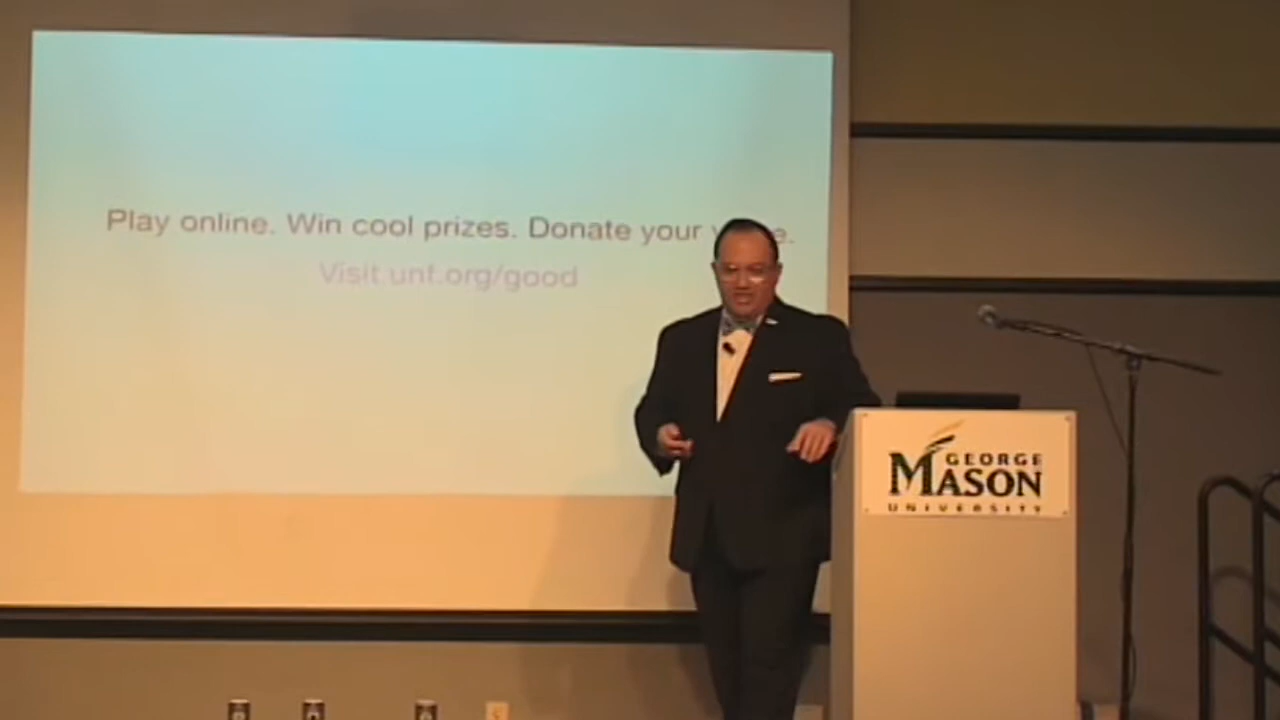 Play online. Win cool prizes. Donate your
Visit unt.org/good
GEORGE
MASON
UNIVERSITY